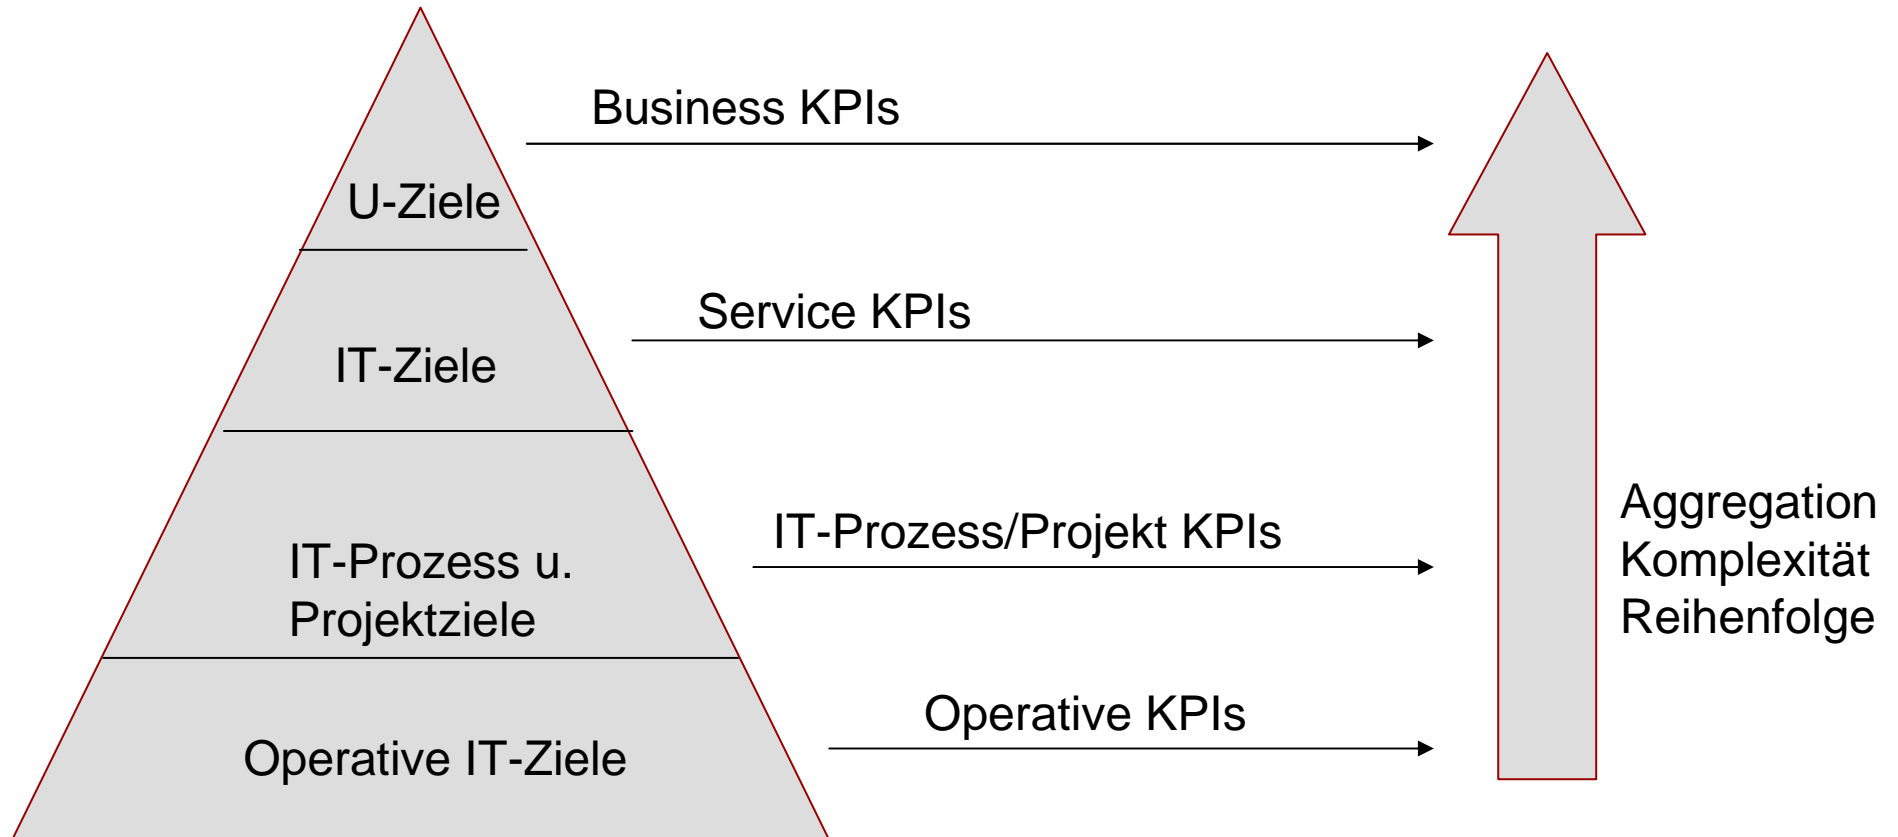 Business KPIs
U-Ziele
Service KPIs
IT-Ziele
IT-Prozess/Projekt KPIs
IT-Prozess u.
Projektziele
Aggregation
Komplexität
Reihenfolge
Operative KPIs
Operative IT-Ziele